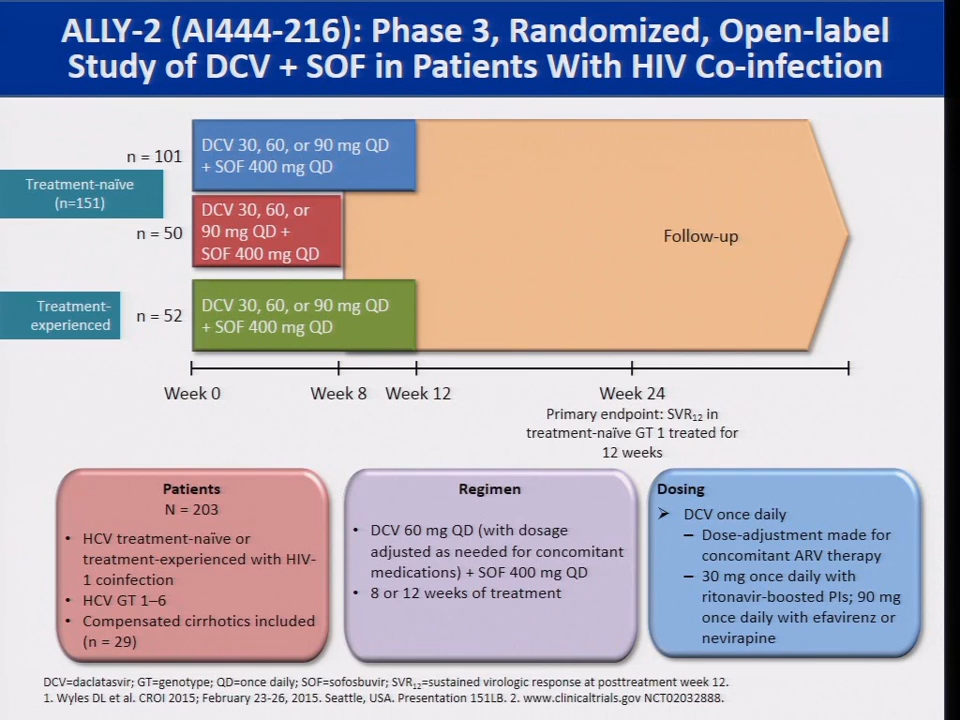 ALLY-2 (AI444-216): Phase 3, Randomized, Open-label
Study of DCV + SOF in Patients With HIV Co-infection
n = 101
DCV 30, 60, or 90 mg QD
+ SOF 400 mg QD
Treatment-naïve
(n=151)
n = 50
DCV 30, 60, or
90 mg QD +
SOF 400 mg QD
Follow-up
Treatment-
experienced
n = 52
DCV 30, 60, or 90 mg QD
+ SOF 400 mg QD
Week 0
Week 8
Week 12
Week 24
Primary endpoint: SVR₁₂ in
treatment-naïve GT 1 treated for
12 weeks
Patients
N = 203
• HCV treatment-naïve or
treatment-experienced with HIV-
1 coinfection
• HCV GT 1–6
• Compensated cirrhotics included
(n = 29)
Regimen
• DCV 60 mg QD (with dosage
adjusted as needed for concomitant
medications) + SOF 400 mg QD
• 8 or 12 weeks of treatment
Dosing
➤ DCV once daily
– Dose-adjustment made for
concomitant ARV therapy
– 30 mg once daily with
ritonavir-boosted PIs; 90 mg
once daily with efavirenz or
nevirapine
DCV=daclatasvir; GT=genotype; QD=once daily; SOF=sofosbuvir; SVR₁₂=sustained virologic response at posttreatment week 12.
1. Wyles DL et al. CROI 2015; February 23-26, 2015. Seattle, USA. Presentation 151LB. 2. www.clinicaltrials.gov NCT02032888.